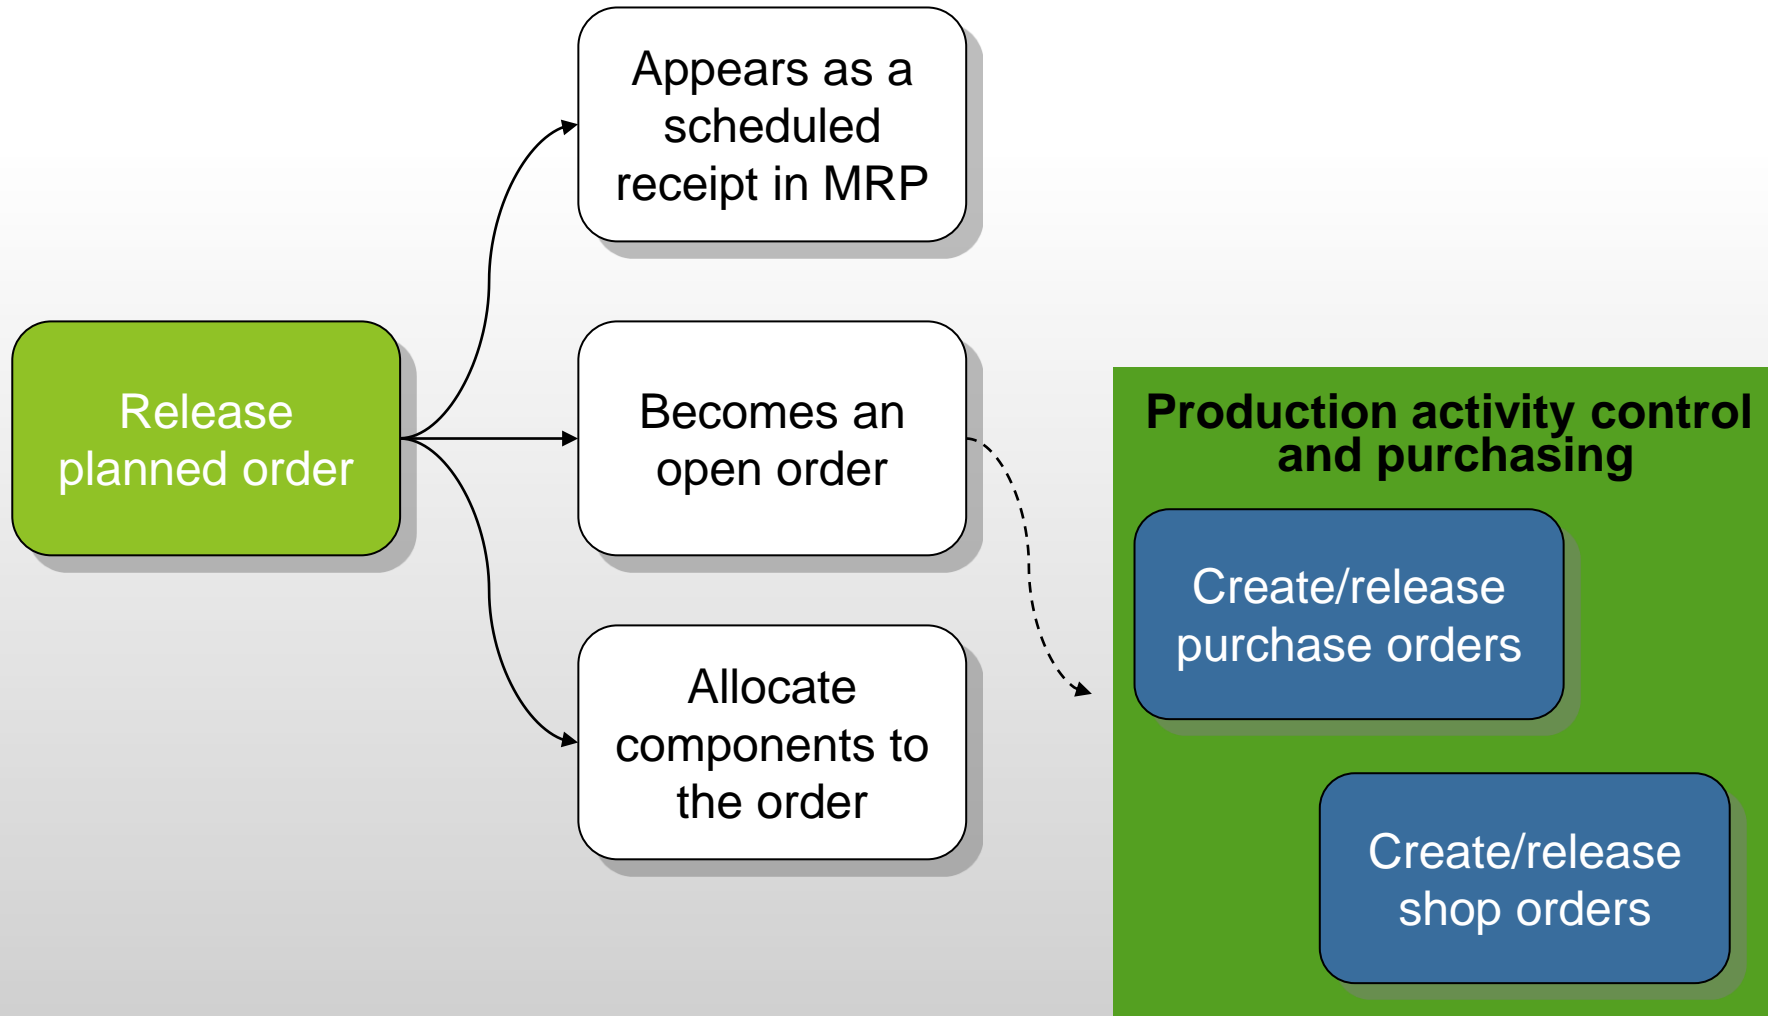 Appears as a
scheduled
receipt in MRP
Release
planned order
Becomes an
open order
Allocate
components to
the order
Production activity control
and purchasing
Create/release
purchase orders
Create/release
shop orders